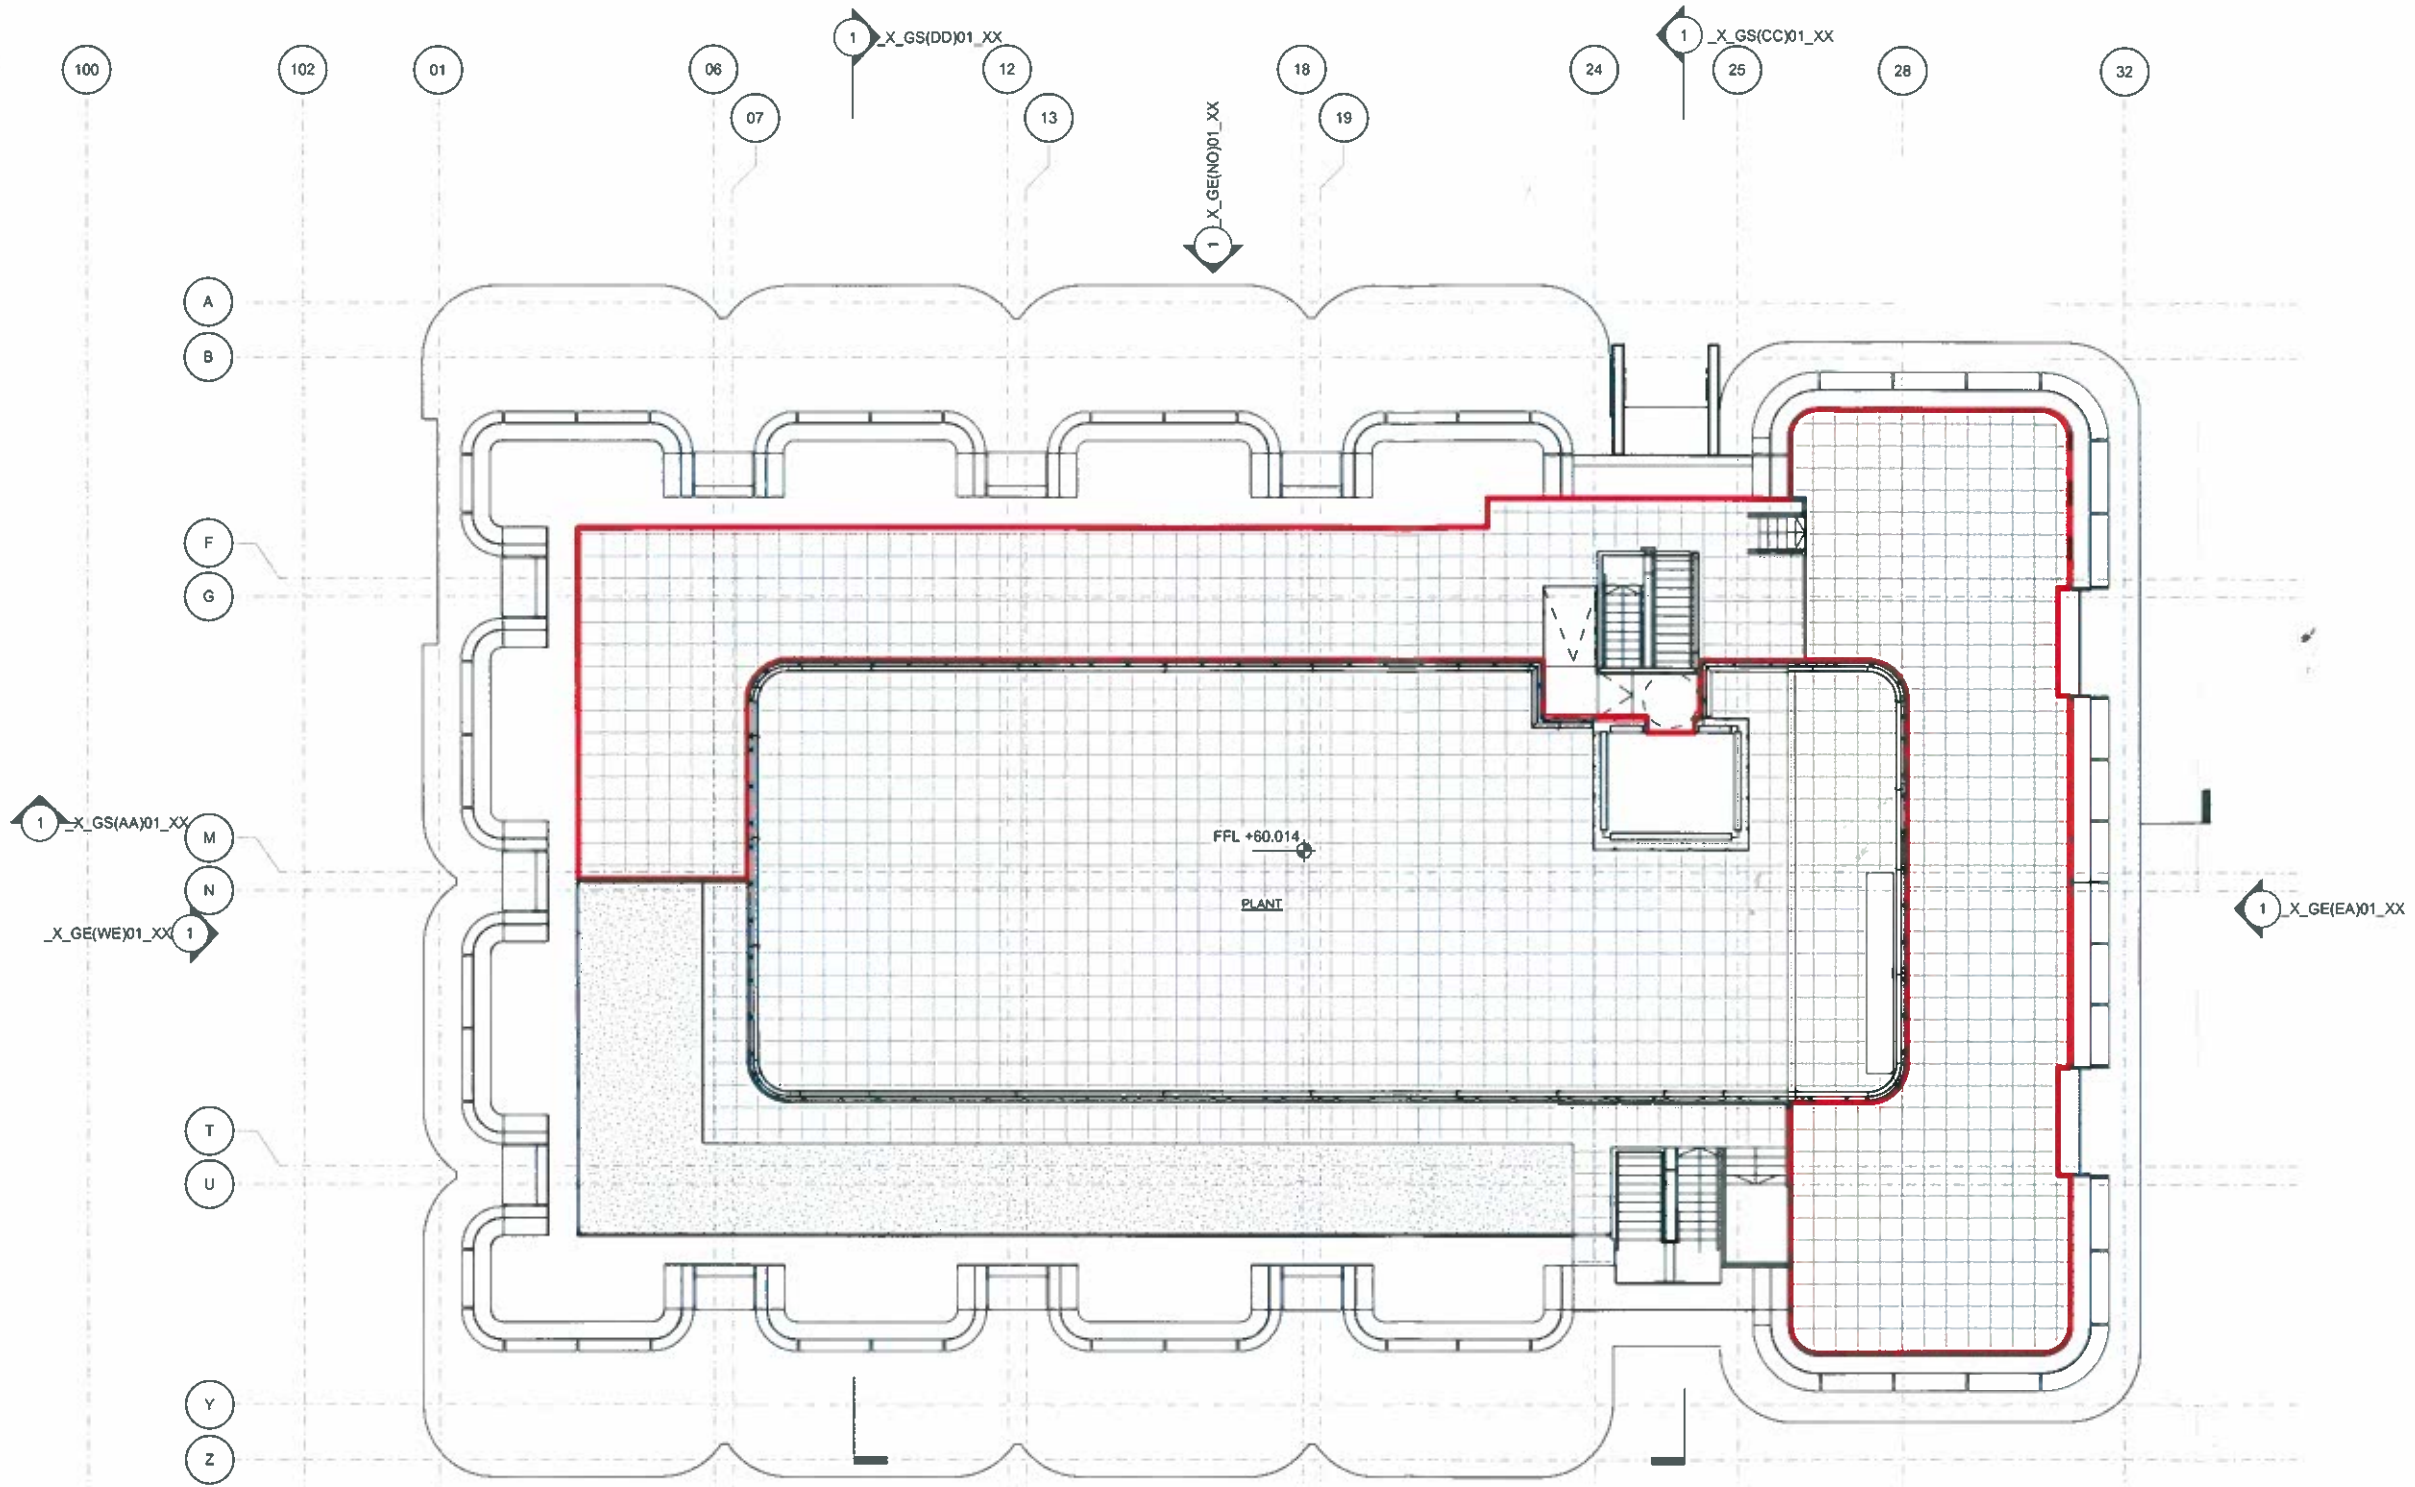 1 _X_GS(DD)01_XX
1 _X_GS(CC)01_XX
100
102
01
06
12
18
24
25
28
32
07
13
19
_X_GE(NO)01_XX
1
A
B
F
G
1 _X_GS(AA)01_XX
M
FFL +60.014
N
PLANT
_X_GE(WE)01_XX 1
1 _X_GE(EA)01_XX
T
U
Y
Z